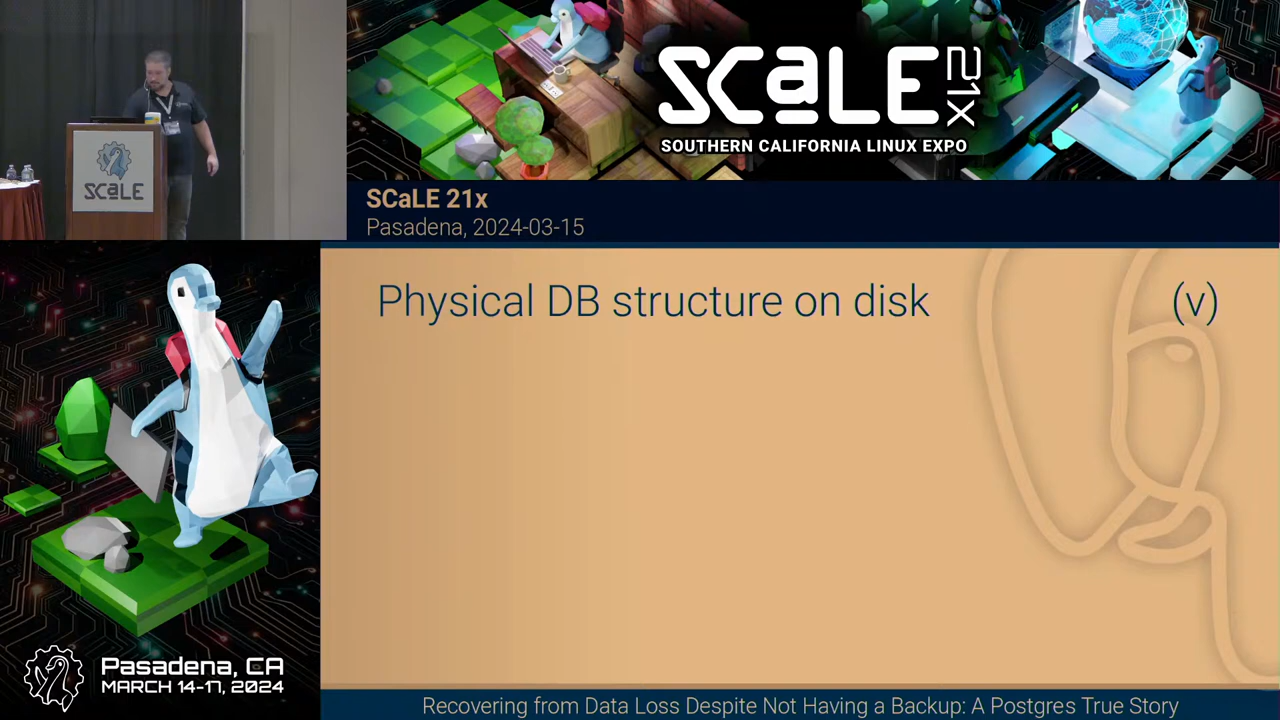 SCaLE
SCaLE 21x
SOUTHERN CALIFORNIA LINUX EXPO
SCaLE 21x
Pasadena, 2024-03-15
Physical DB structure on disk (v)
Pasadena, CA
MARCH 14-17, 2024
Recovering from Data Loss Despite Not Having a Backup: A Postgres True Story